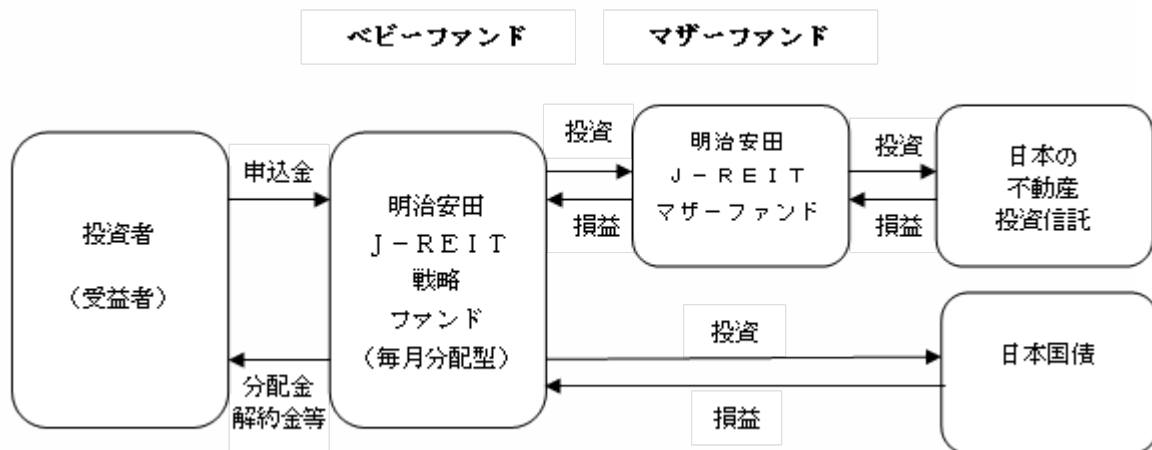 ベビーファンド
マザーファンド
投資者
（受益者）
申込金
分配金
解約金等
明治安田
J－REIT
戦略
ファンド
（毎月分配型）
投資
損益
明治安田
J－REIT
マザーファンド
投資
損益
日本の
不動産
投資信託
投資
損益
日本国債